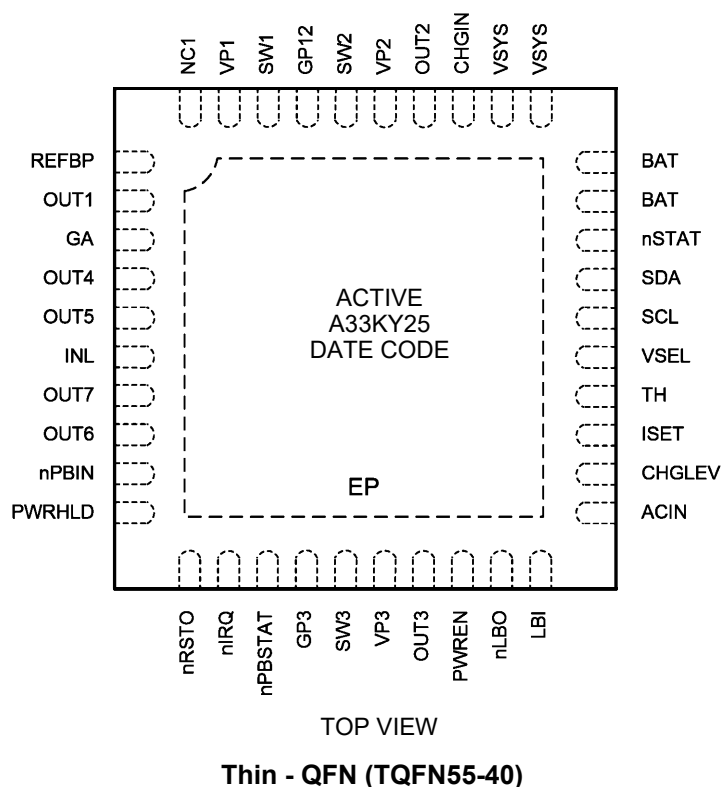 NC1
VP1
SW1
GP12
SW2
VP2
OUT2
CHGIN
VSYS
VSYS
REFBP
OUT1
GA
OUT4
OUT5
INL
OUT7
OUT6
nPBIN
PWRHLD
ACTIVE
A33KY25
DATE CODE
EP
BAT
BAT
nSTAT
SDA
SCL
VSEL
TH
ISET
CHGLEV
ACIN
nRSTO
nIRQ
nPBSTAT
GP3
SW3
VP3
OUT3
PWREN
nLBO
LBI
TOP VIEW
Thin - QFN (TQFN55-40)